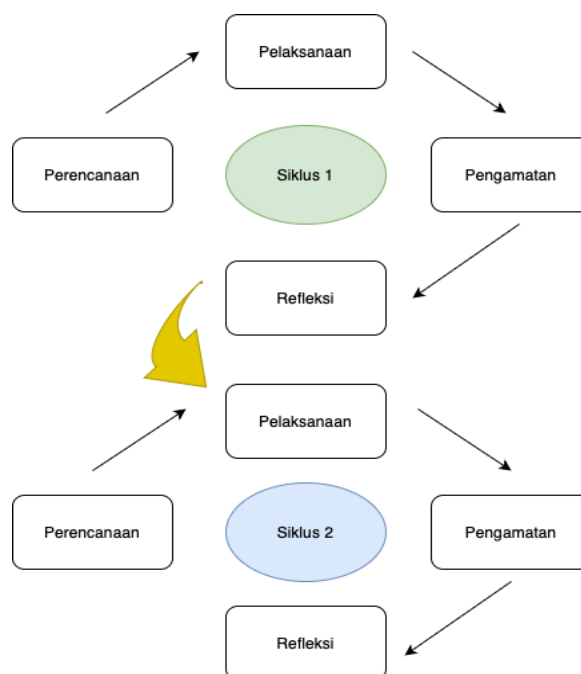 Pelaksanaan
Perencanaan
Siklus 1
Pengamatan
Refleksi
Pelaksanaan
Perencanaan
Siklus 2
Pengamatan
Refleksi